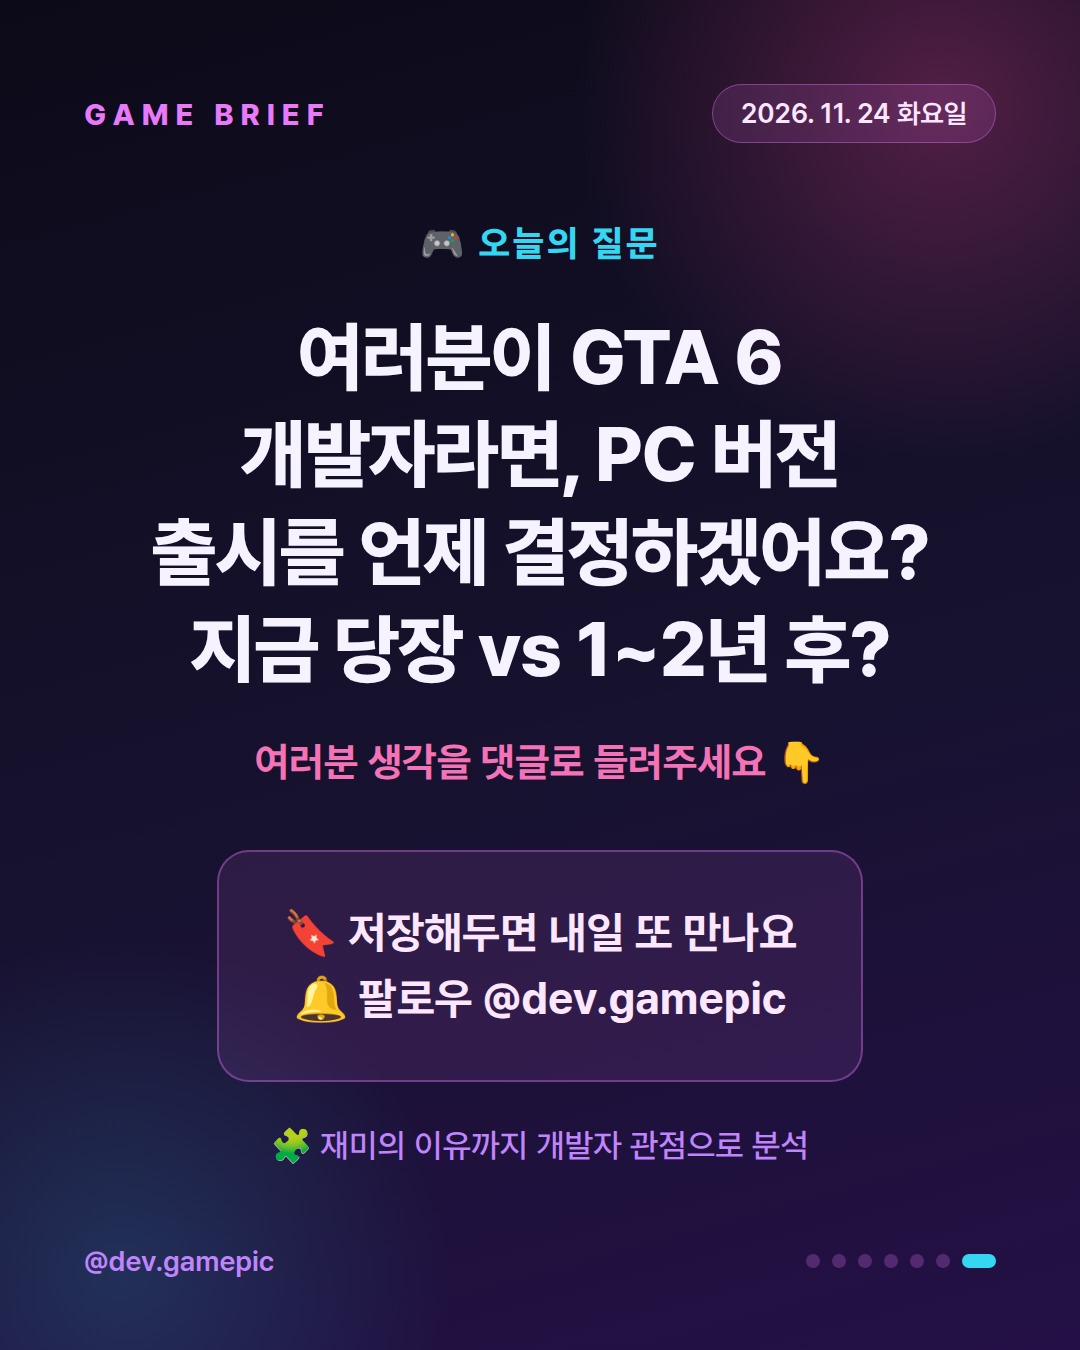 GAME BRIEF
2026. 11. 24 화요일
🎮 오늘의 질문
여러분이 GTA 6
개발자라면, PC 버전
출시를 언제 결정하겠어요?
지금 당장 vs 1~2년 후?
여러분 생각을 댓글로 들려주세요 👇
🔖 저장해두면 내일 또 만나요
🔔 팔로우 @dev.gamepic
🧩 재미의 이유까지 개발자 관점으로 분석
@dev.gamepic